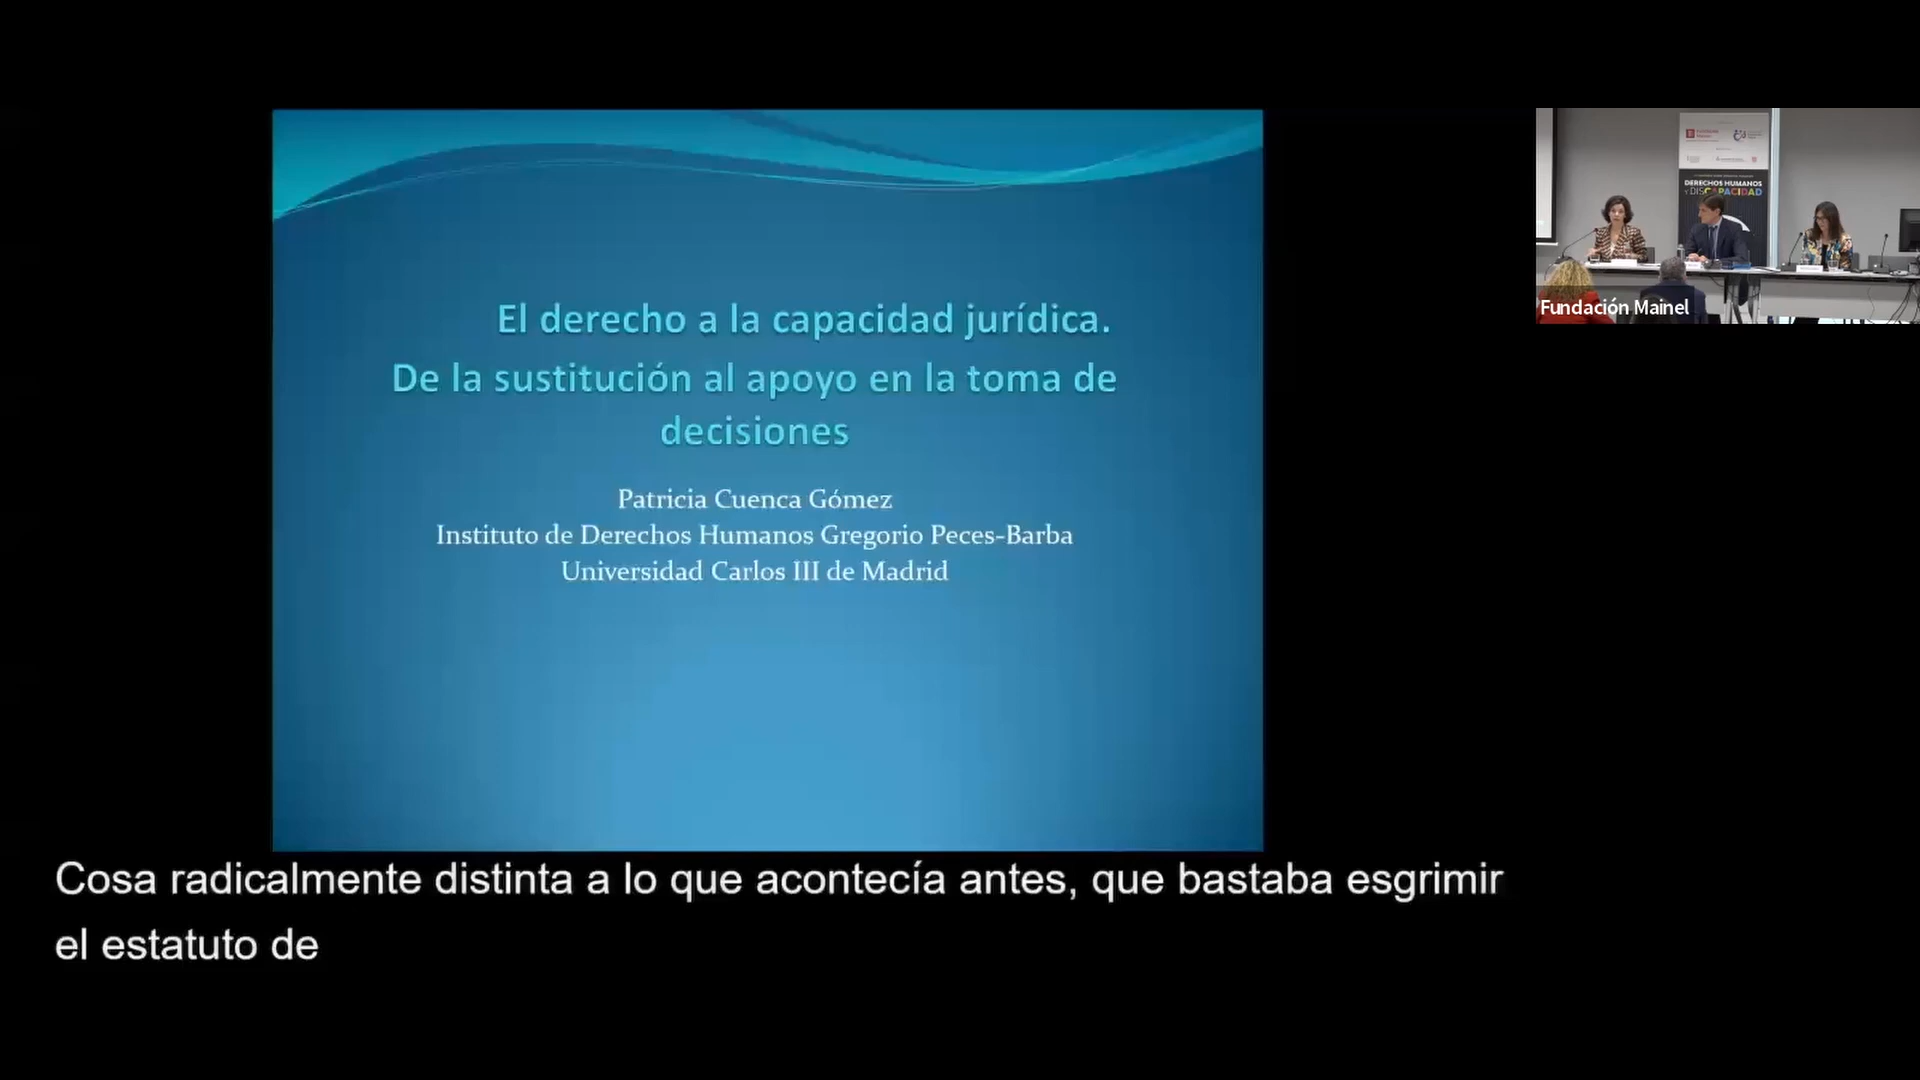 El derecho a la capacidad jurídica.
De la sustitución al apoyo en la toma de
decisiones
Patricia Cuenca Gómez
Instituto de Derechos Humanos Gregorio Peces-Barba
Universidad Carlos III de Madrid
DERECHOS HUMANOS
Y DISCAPACIDAD
Fundación Mainel
Cosa radicalmente distinta a lo que acontecía antes, que bastaba esgrimir
el estatuto de